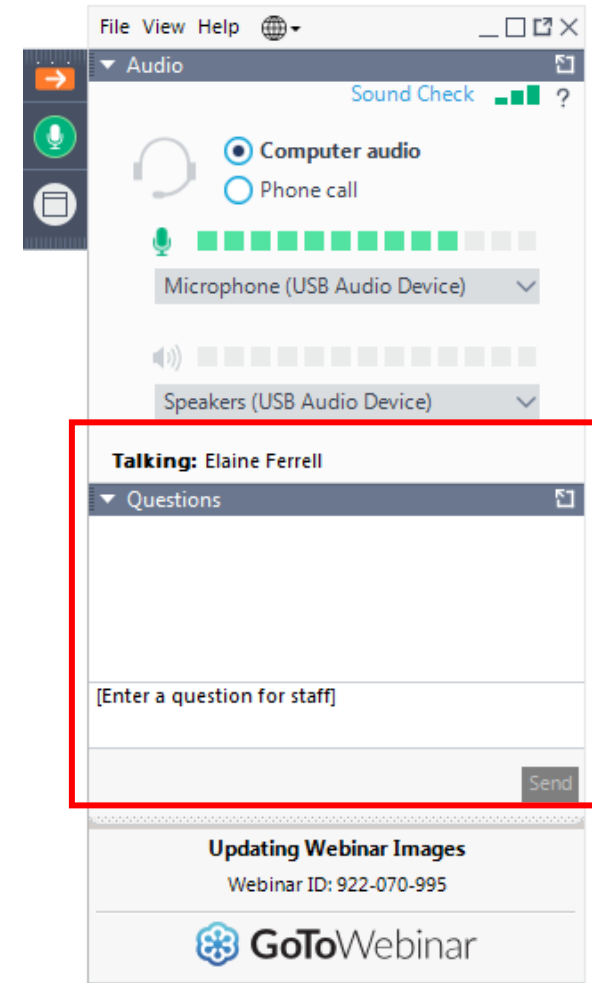 File View Help
Audio
Sound Check ?
Computer audio
Phone call
Microphone (USB Audio Device)
Speakers (USB Audio Device)
Talking: Elaine Ferrell
Questions
[Enter a question for staff]
Send
Updating Webinar Images
Webinar ID: 922-070-995
GoToWebinar